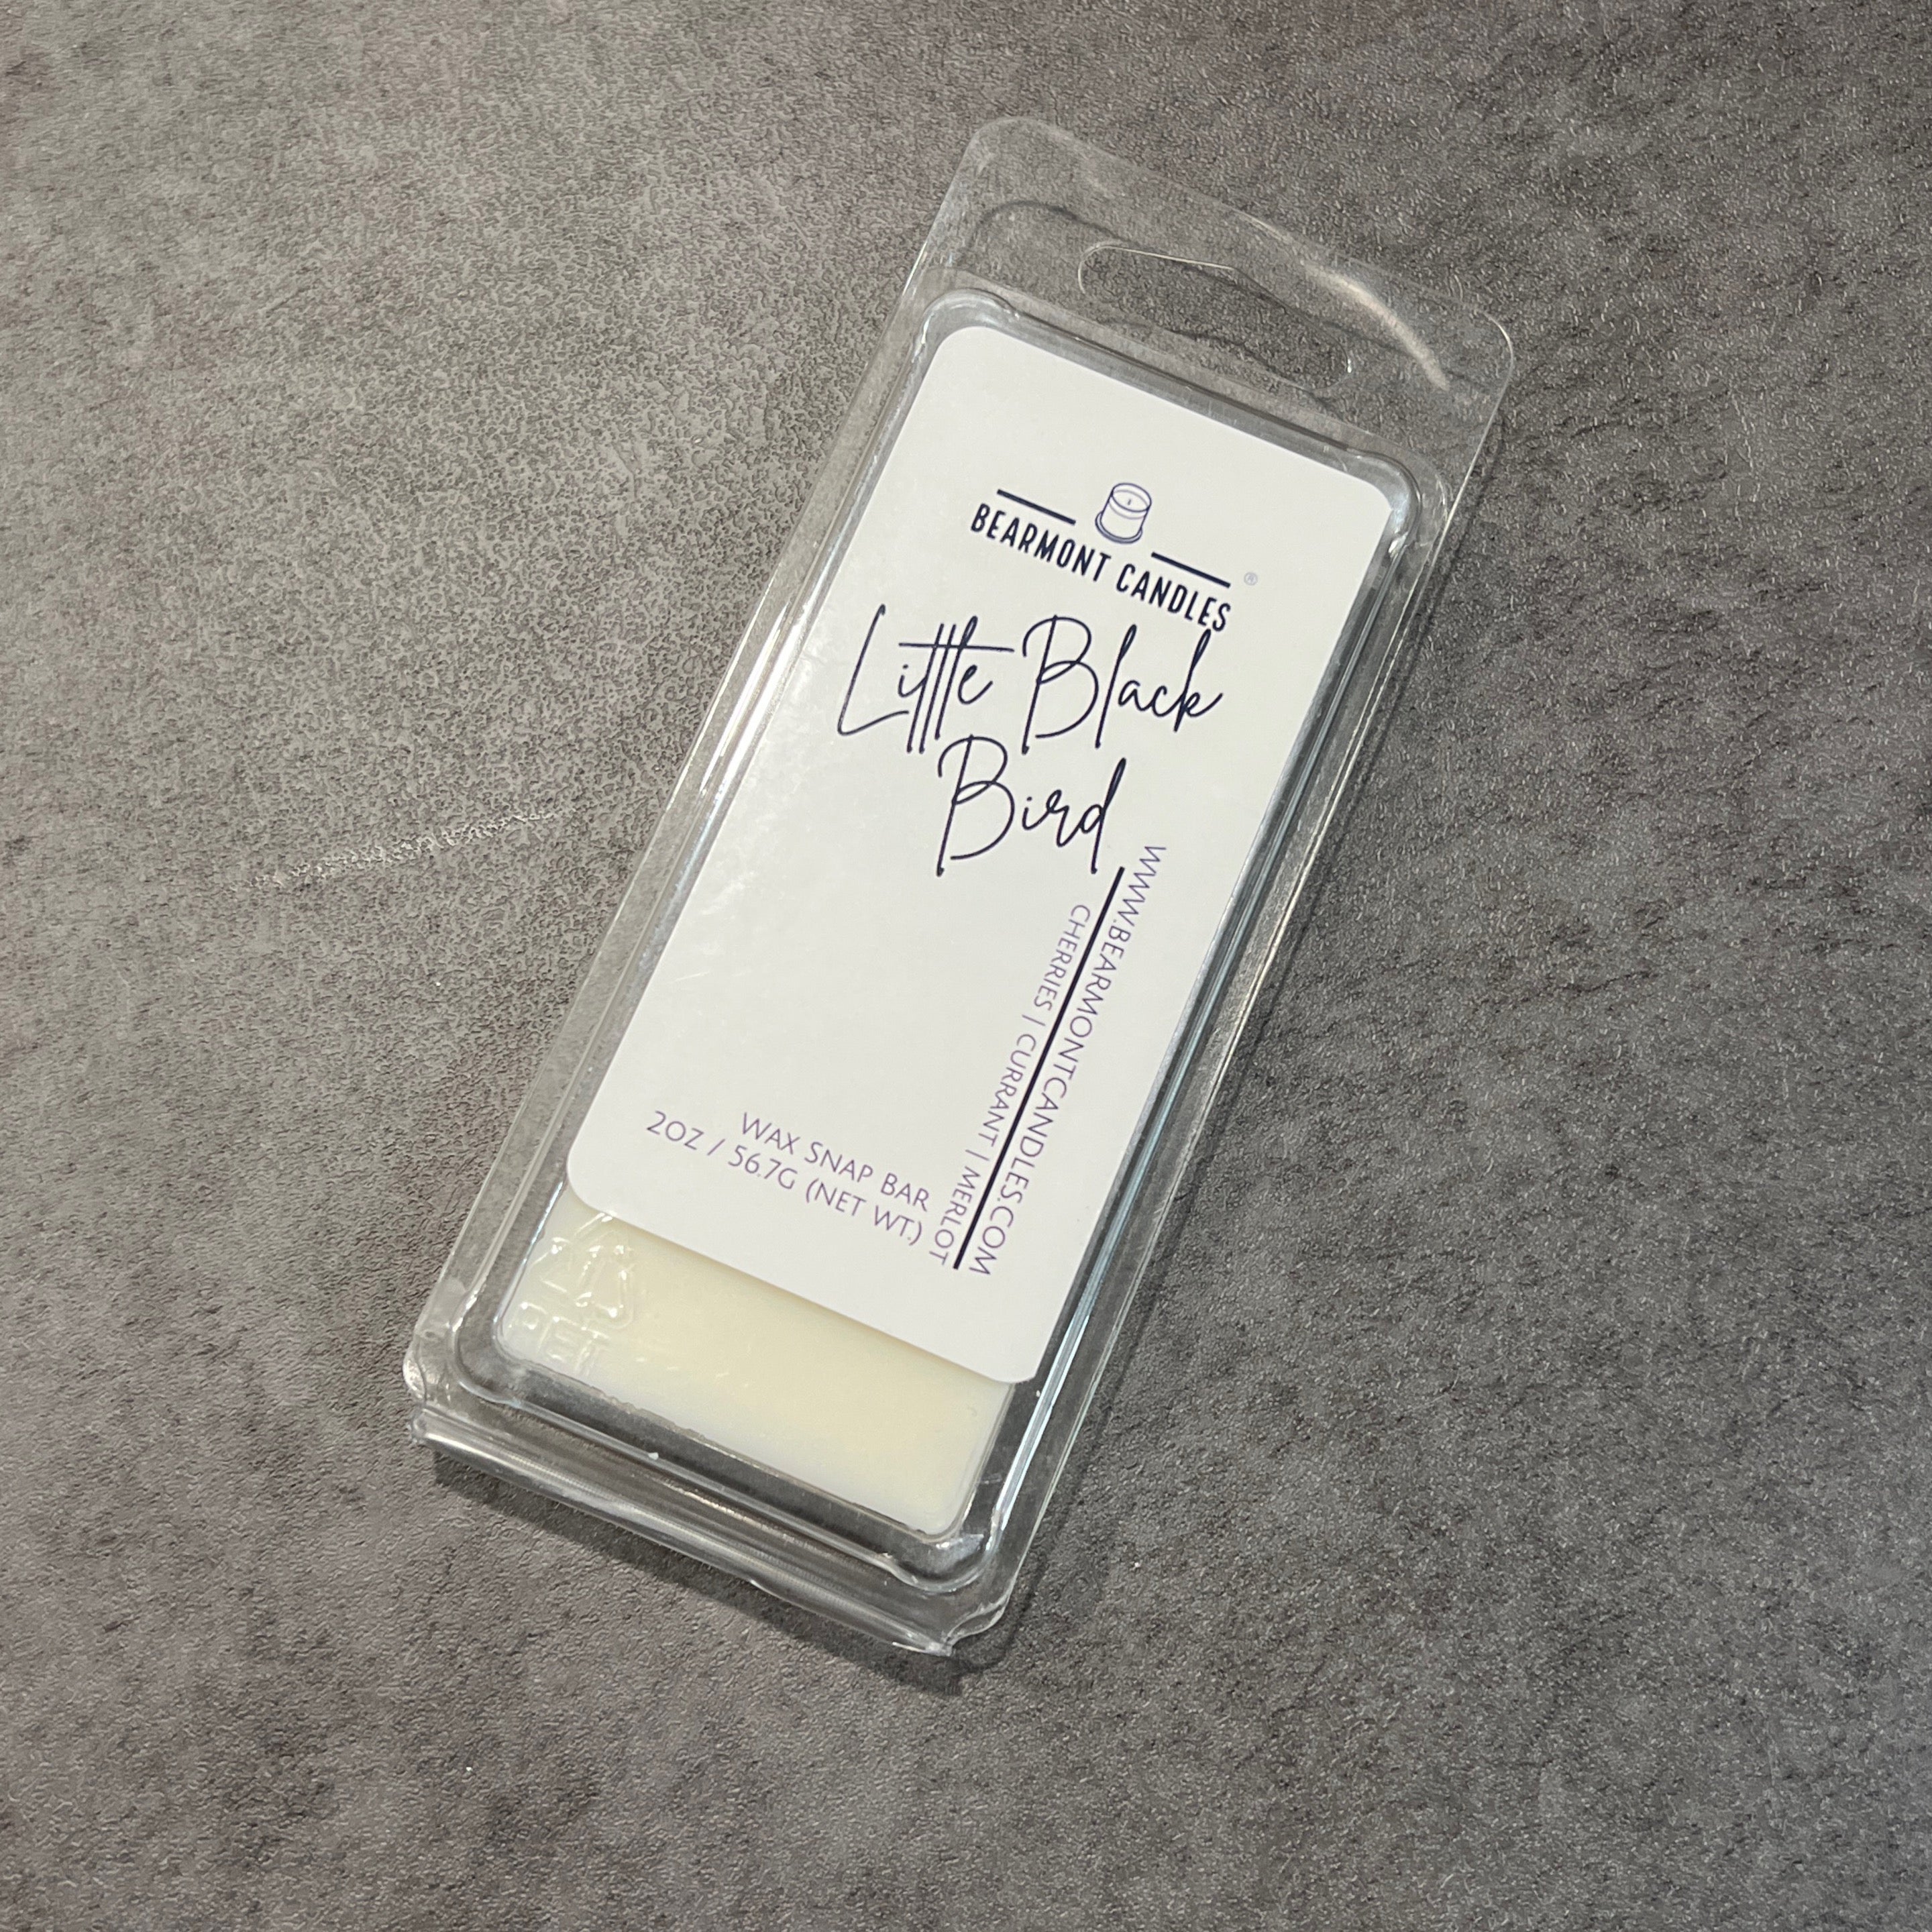 BEARMONT CANDLES ®
Little Black
Bird
WWW.BEARMONTCANDLES.COM
CHERRIES | CURRANT | MERLOT
WAX SNAP BAR
2OZ / 56.7G (NET WT.)